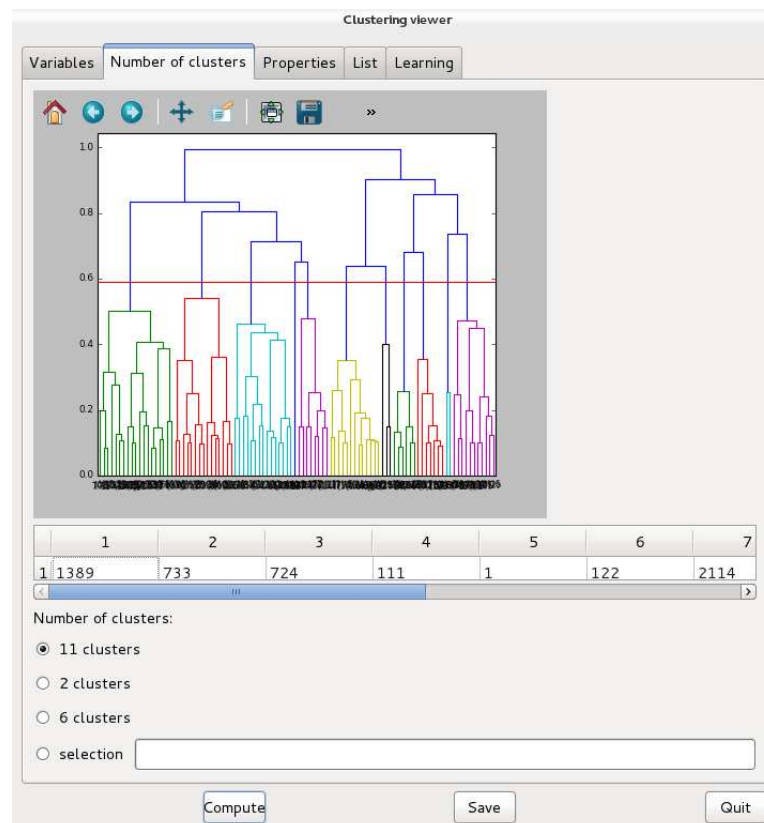 Clustering viewer
Variables Number of clusters Properties List Learning
»
1.0
0.8
0.6
0.4
0.2
0.0
1 2 3 4 5 6 7
1 1389 733 724 111 1 122 2114
Number of clusters:
11 clusters
2 clusters
6 clusters
selection
Compute Save Quit